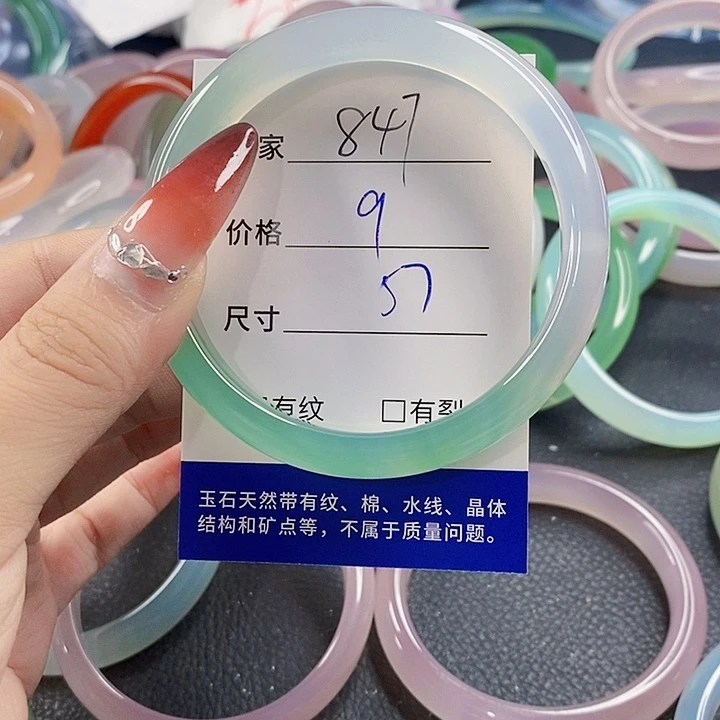 家 847
价格 9
尺寸 57
有纹 □有裂
玉石天然带有纹、棉、水线、晶体
结构和矿点等，不属于质量问题。